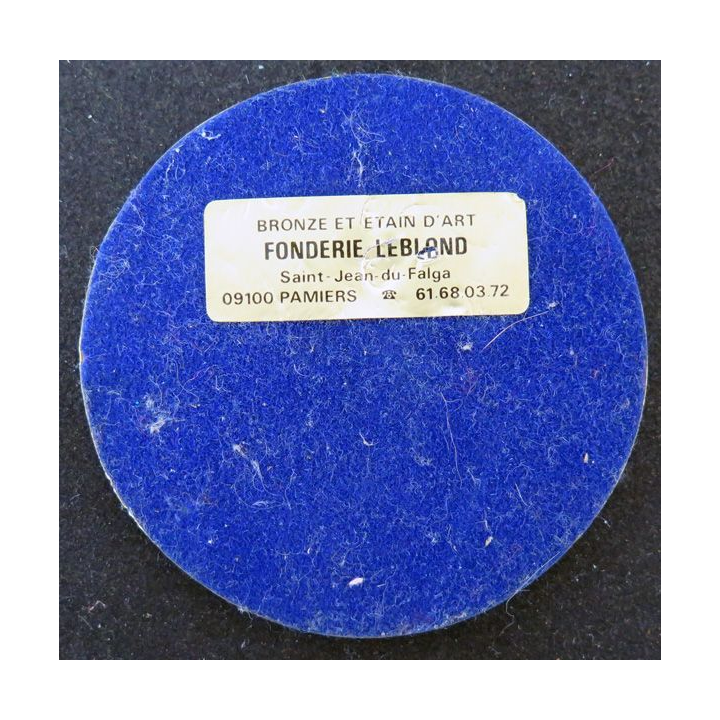 BRONZE ET ETAIN D'ART
FONDERIE LEBLOND
Saint-Jean-du-Falga
09100 PAMIERS ☎ 61.68.03.72